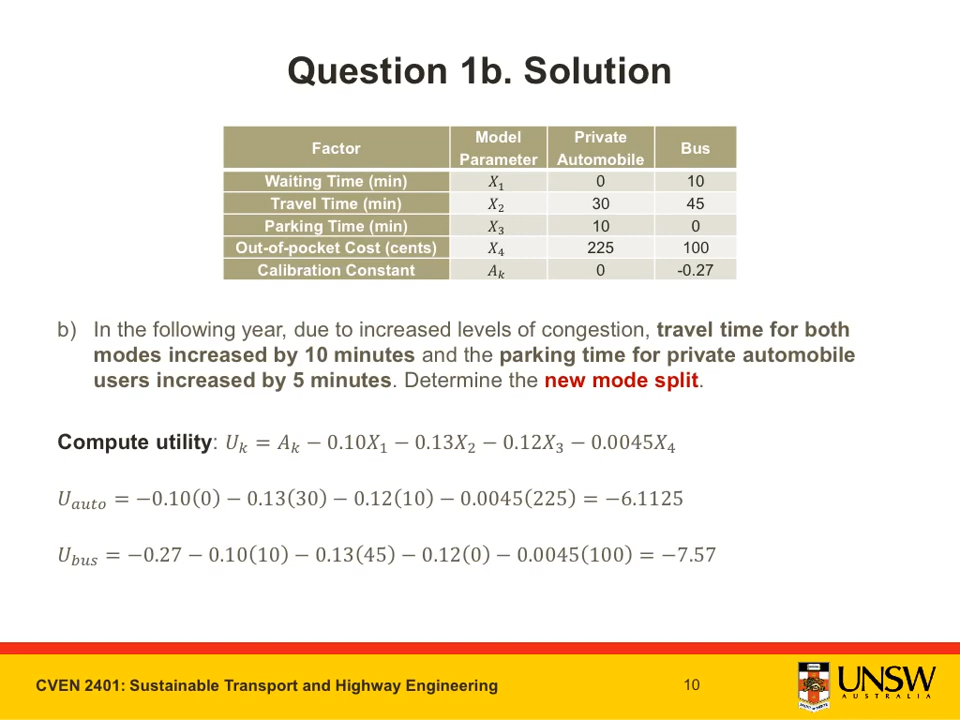 Question 1b. Solution
Factor Model Parameter Private Automobile Bus
Waiting Time (min) X₁ 0 10
Travel Time (min) X₂ 30 45
Parking Time (min) X₃ 10 0
Out-of-pocket Cost (cents) X₄ 225 100
Calibration Constant Aₖ 0 -0.27
b) In the following year, due to increased levels of congestion, travel time for both
modes increased by 10 minutes and the parking time for private automobile
users increased by 5 minutes. Determine the new mode split.
Compute utility: Uₖ = Aₖ − 0.10X₁ − 0.13X₂ − 0.12X₃ − 0.0045X₄
U_auto = −0.10(0) − 0.13(30) − 0.12(10) − 0.0045(225) = −6.1125
U_bus = −0.27 − 0.10(10) − 0.13(45) − 0.12(0) − 0.0045(100) = −7.57
CVEN 2401: Sustainable Transport and Highway Engineering
10
UNSW
AUSTRALIA